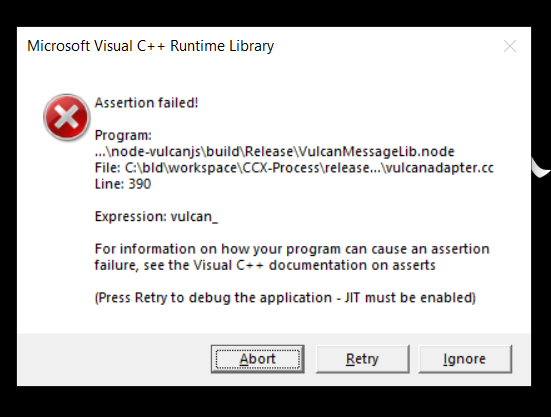 Microsoft Visual C++ Runtime Library
Assertion failed!
Program:
...\node-vulcanjs\build\Release\VulcanMessageLib.node
File: C:\bld\workspace\CCX-Process\release...\vulcanadapter.cc
Line: 390
Expression: vulcan_
For information on how your program can cause an assertion
failure, see the Visual C++ documentation on asserts
(Press Retry to debug the application - JIT must be enabled)
Abort Retry Ignore